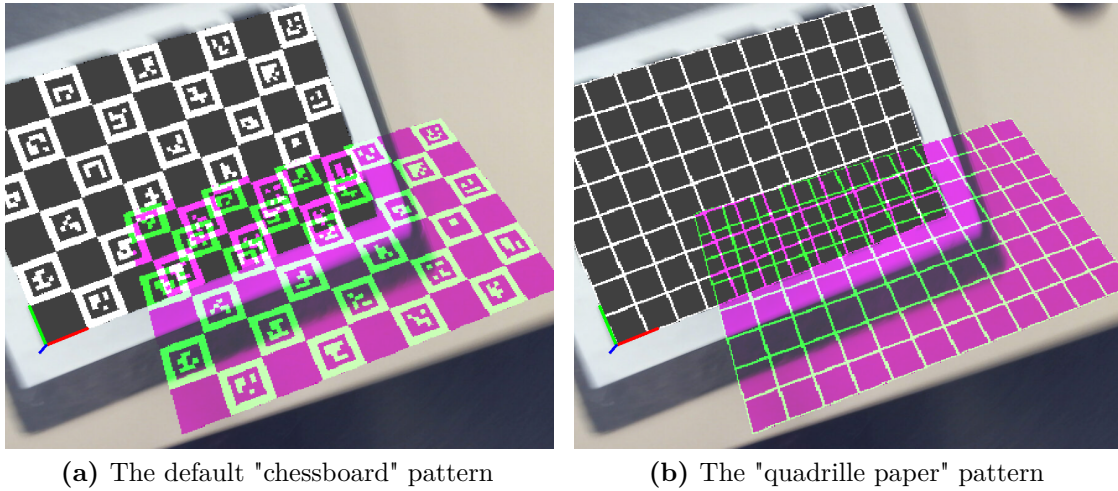 (a) The default "chessboard" pattern
(b) The "quadrille paper" pattern